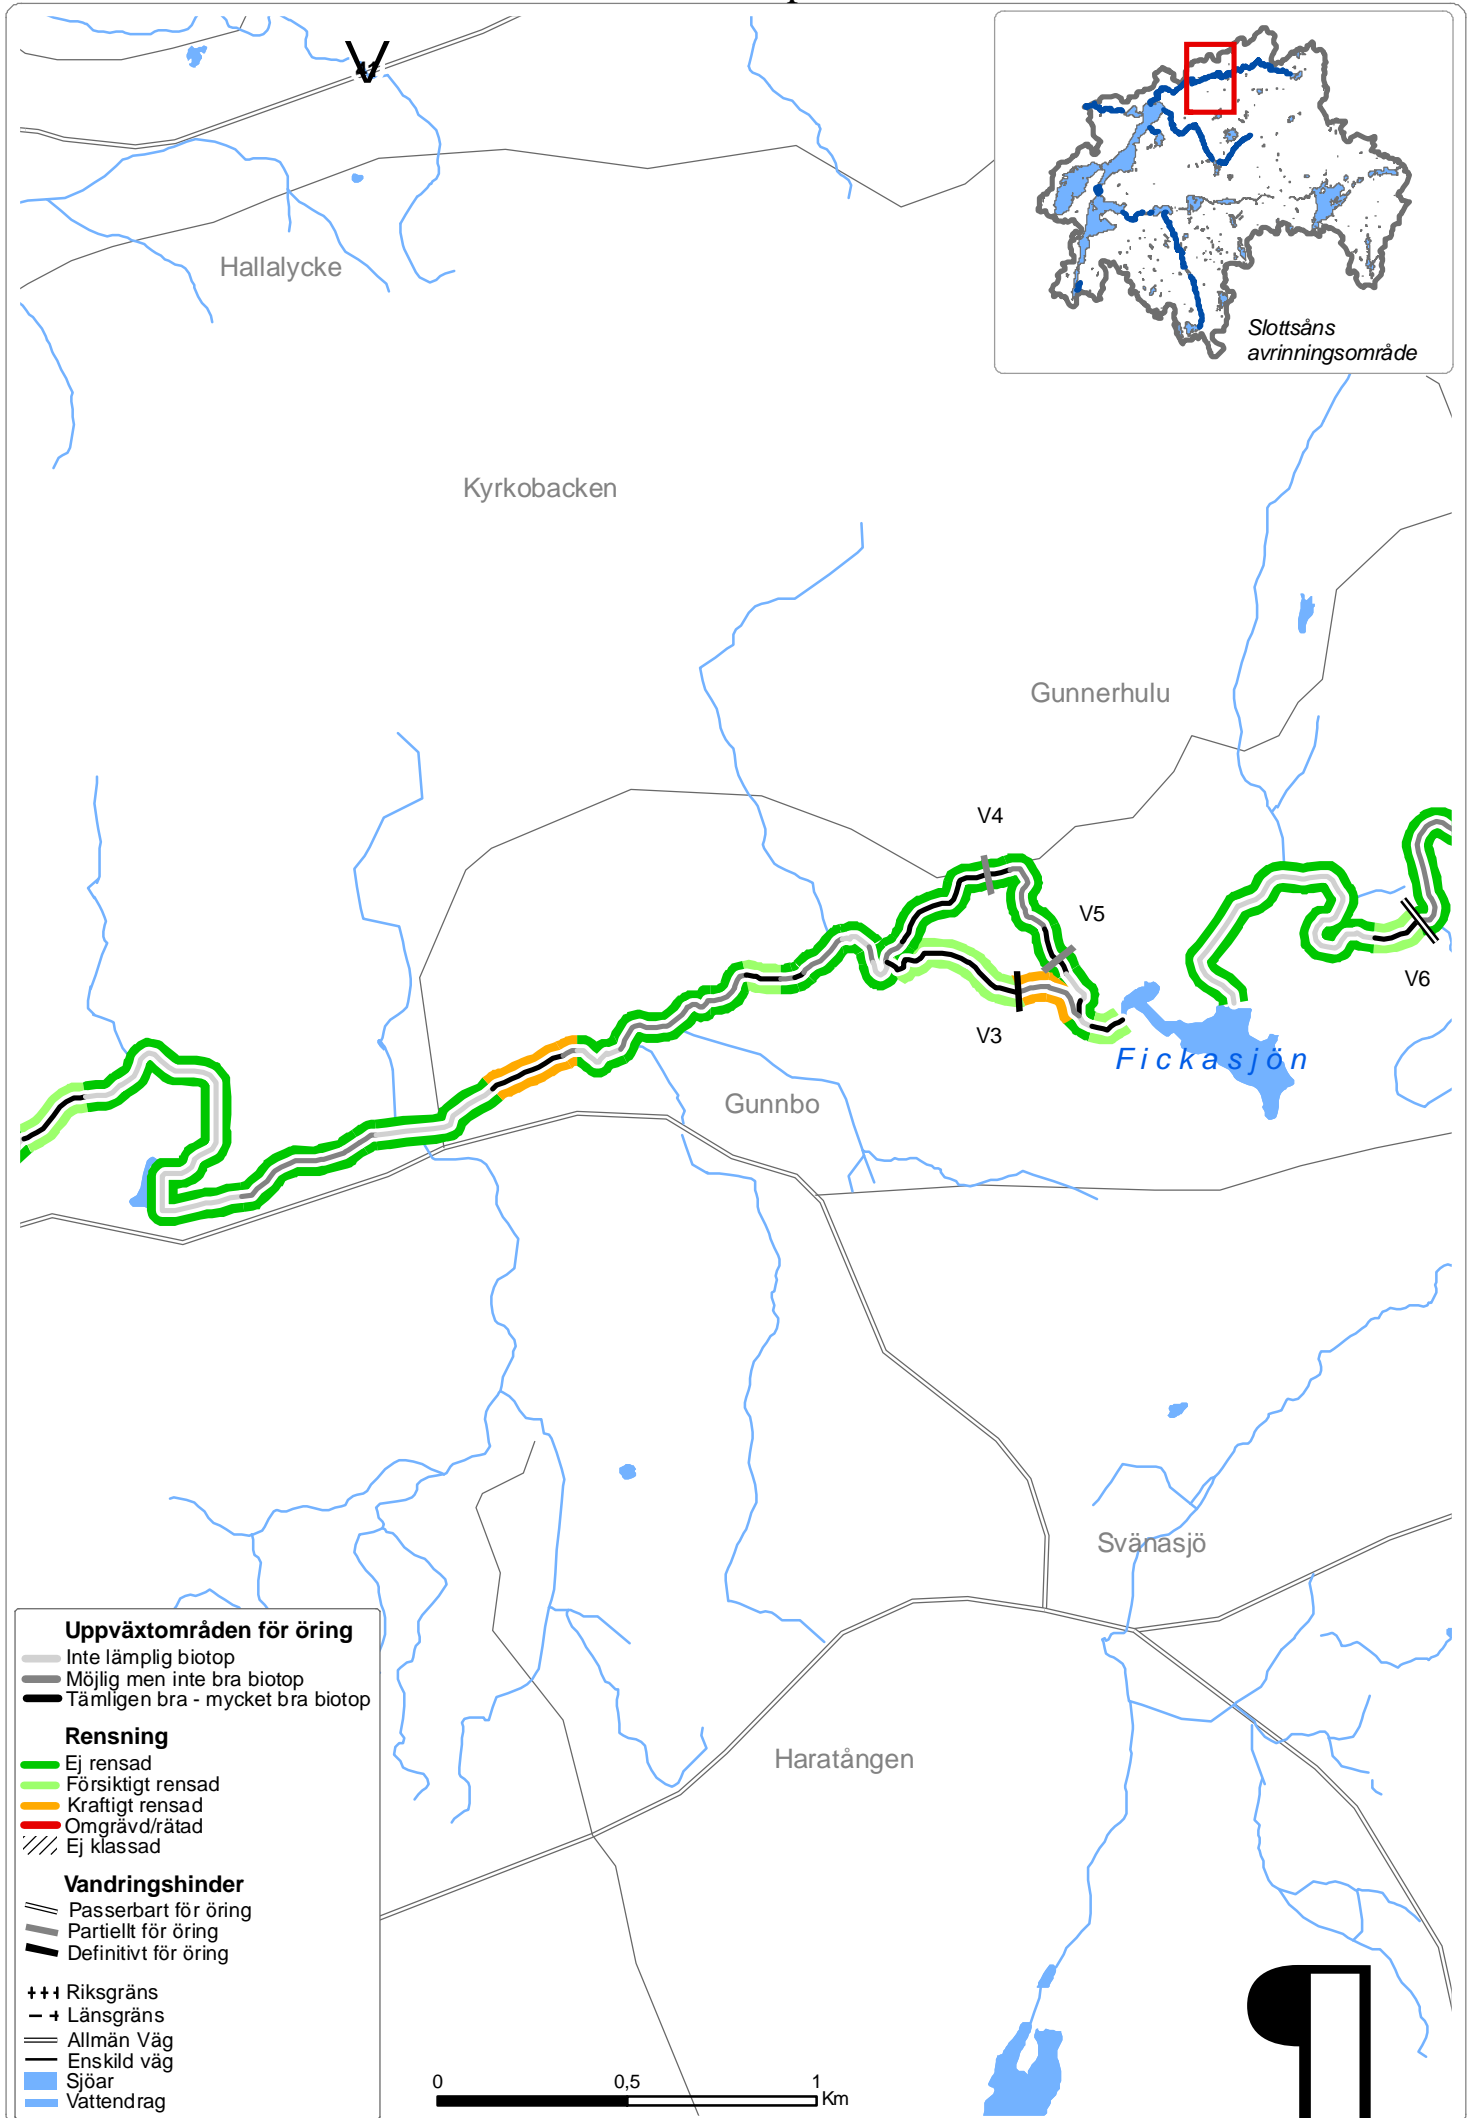 p
41
Slottsåns
avrinningsområde
Hallalycke
Kyrkobacken
Gunnerhulu
V4
V5
V6
V3
Fickasjön
Gunnbo
Svänasjö
Haratången
Uppväxtområden för öring
Inte lämplig biotop
Möjlig men inte bra biotop
Tämligen bra - mycket bra biotop
Rensning
Ej rensad
Försiktigt rensad
Kraftigt rensad
Omgrävd/rätad
Ej klassad
Vandringshinder
Passerbart för öring
Partiellt för öring
Definitivt för öring
Riksgräns
Länsgräns
Allmän Väg
Enskild väg
Sjöar
Vattendrag
0 0,5 1
Km
¶